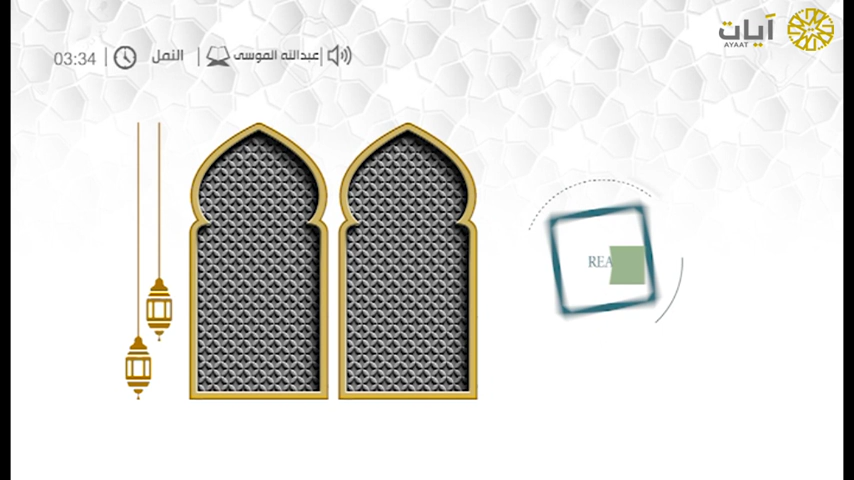 آيات
AYAAT
عبدالله الموسى | النمل | 03:34
REA